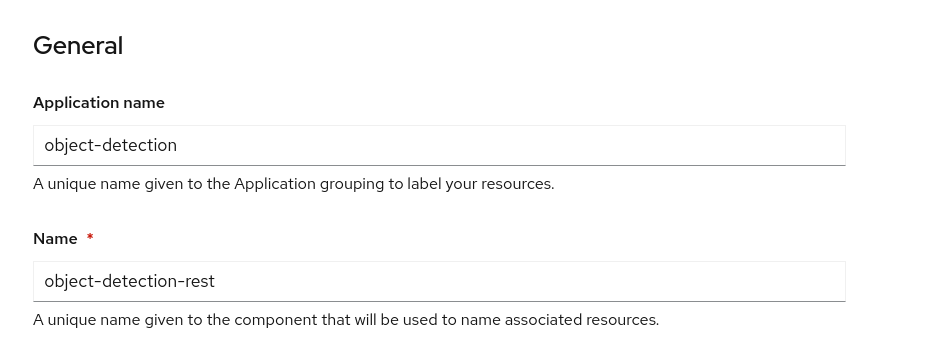 General
Application name
object-detection
A unique name given to the Application grouping to label your resources.
Name *
object-detection-rest
A unique name given to the component that will be used to name associated resources.